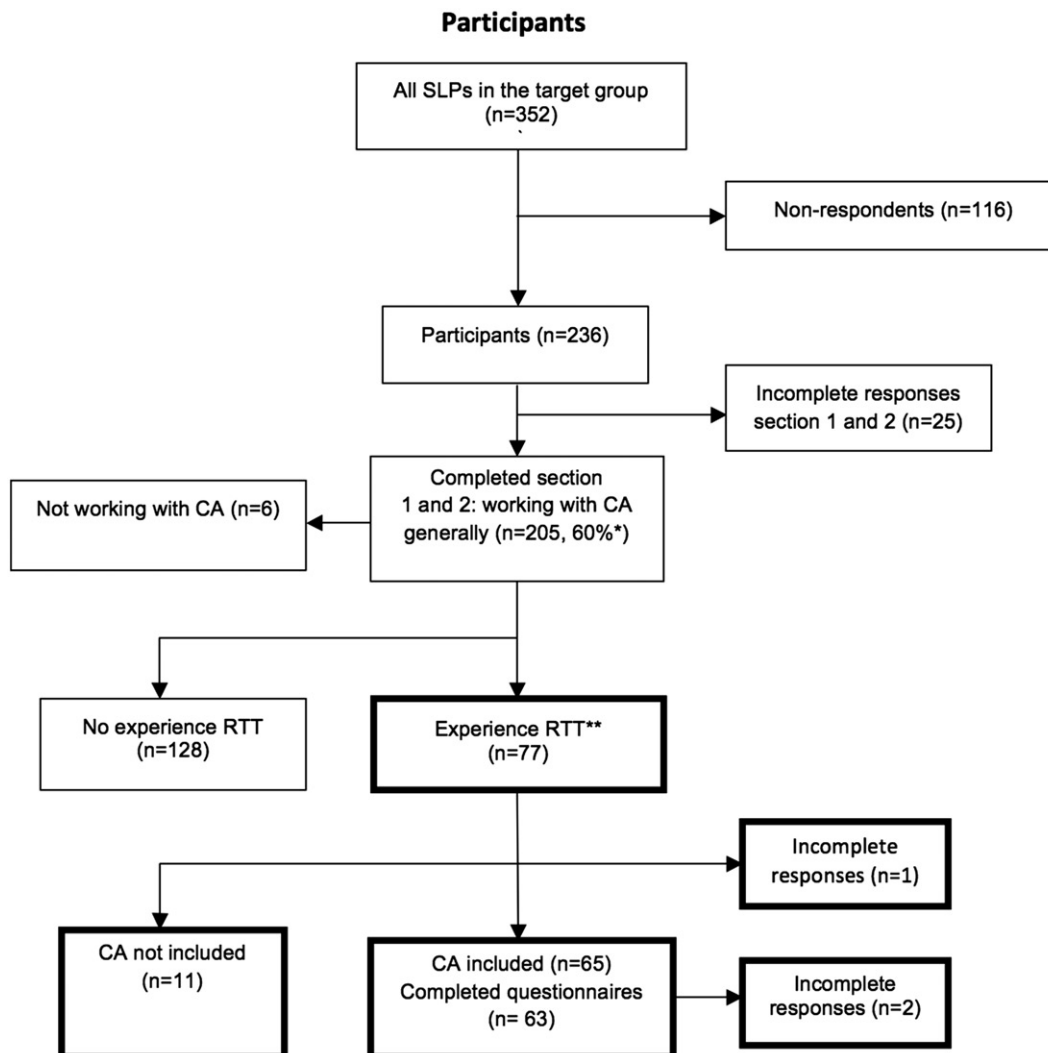 Participants
All SLPs in the target group
(n=352)
Non-respondents (n=116)
Participants (n=236)
Incomplete responses
section 1 and 2 (n=25)
Completed section
1 and 2: working with CA
generally (n=205, 60%*)
Not working with CA (n=6)
No experience RTT
(n=128)
Experience RTT**
(n=77)
Incomplete
responses (n=1)
CA not included
(n=11)
CA included (n=65)
Completed questionnaires
(n= 63)
Incomplete
responses (n=2)